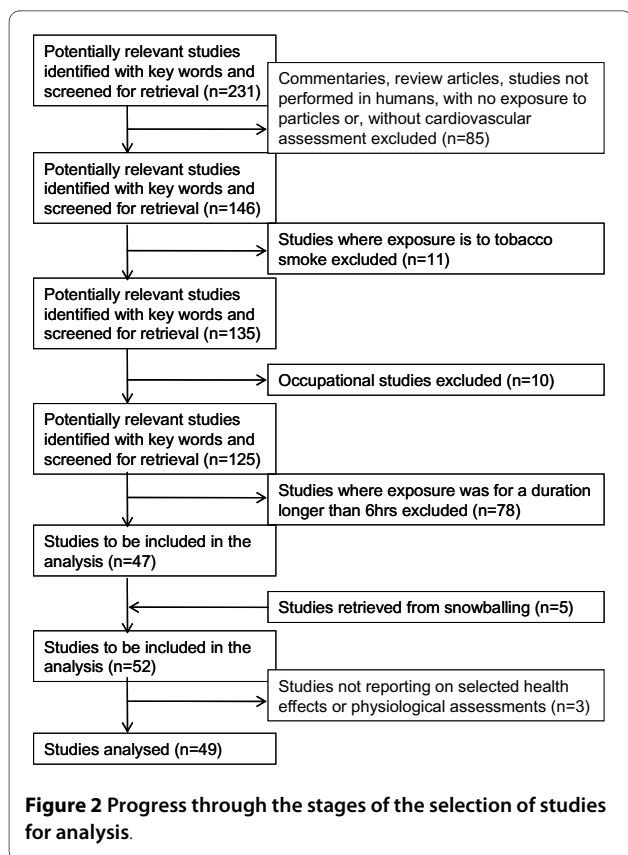 Potentially relevant studies
identified with key words and
screened for retrieval (n=231)
Commentaries, review articles, studies not
performed in humans, with no exposure to
particles or, without cardiovascular
assessment excluded (n=85)
Potentially relevant studies
identified with key words and
screened for retrieval (n=146)
Studies where exposure is to tobacco
smoke excluded (n=11)
Potentially relevant studies
identified with key words and
screened for retrieval (n=135)
Occupational studies excluded (n=10)
Potentially relevant studies
identified with key words and
screened for retrieval (n=125)
Studies where exposure was for a duration
longer than 6hrs excluded (n=78)
Studies to be included in the
analysis (n=47)
Studies retrieved from snowballing (n=5)
Studies to be included in the
analysis (n=52)
Studies not reporting on selected health
effects or physiological assessments (n=3)
Studies analysed (n=49)
Figure 2 Progress through the stages of the selection of studies
for analysis.